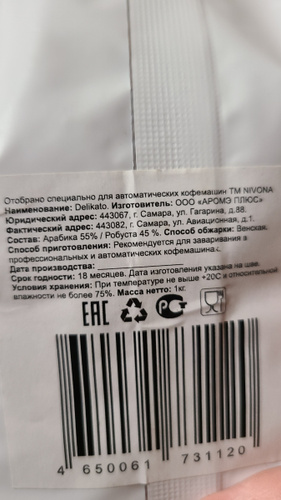 Отобрано специально для автоматических кофемашин ТМ NIVONA
Наименование: Delikato. Изготовитель: ООО «АРОМЭ ПЛЮС»
Юридический адрес: 443067, г. Самара, ул. Гагарина, д.88.
Фактический адрес: 443082, г. Самара, ул. Авиационная, д.1.
Состав: Арабика 55% / Робуста 45 %. Способ обжарки: Венская.
Способ приготовления: Рекомендуется для заваривания в
профессиональных и автоматических кофемашинах.
Дата производства:
Срок годности: 18 месяцев. Дата изготовления указана на шве.
Условия хранения: При температуре не выше +20С и относительной
влажности не более 75%. Масса нетто: 1кг.
EAC РСТ
4 650061 731120